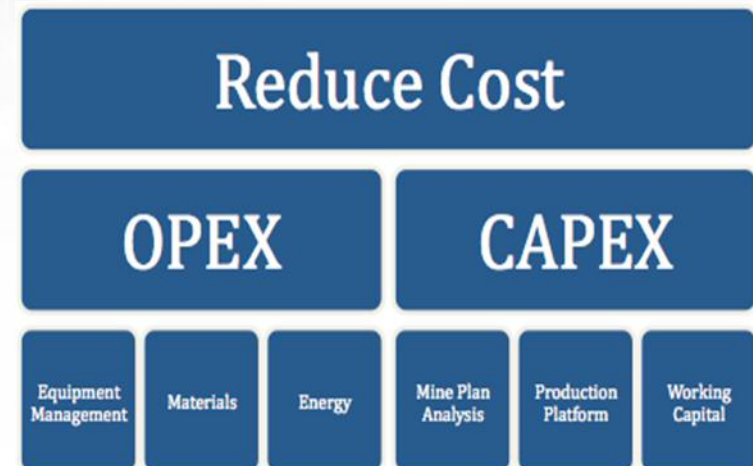 Reduce Cost
OPEX
CAPEX
Equipment
Management
Materials
Energy
Mine Plan
Analysis
Production
Platform
Working
Capital